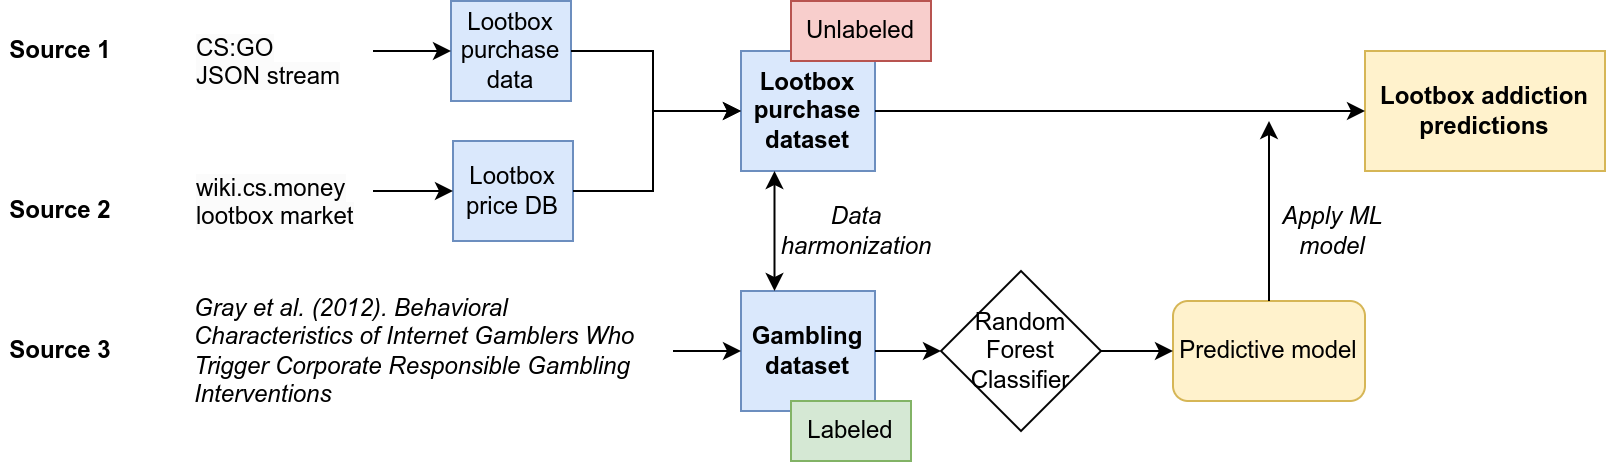 Source 1
CS:GO
JSON stream
Lootbox
purchase
data
Unlabeled
Lootbox
purchase
dataset
Lootbox addiction
predictions
Source 2
wiki.cs.money
lootbox market
Lootbox
price DB
Data
harmonization
Apply ML
model
Source 3
Gray et al. (2012). Behavioral
Characteristics of Internet Gamblers Who
Trigger Corporate Responsible Gambling
Interventions
Gambling
dataset
Labeled
Random
Forest
Classifier
Predictive model